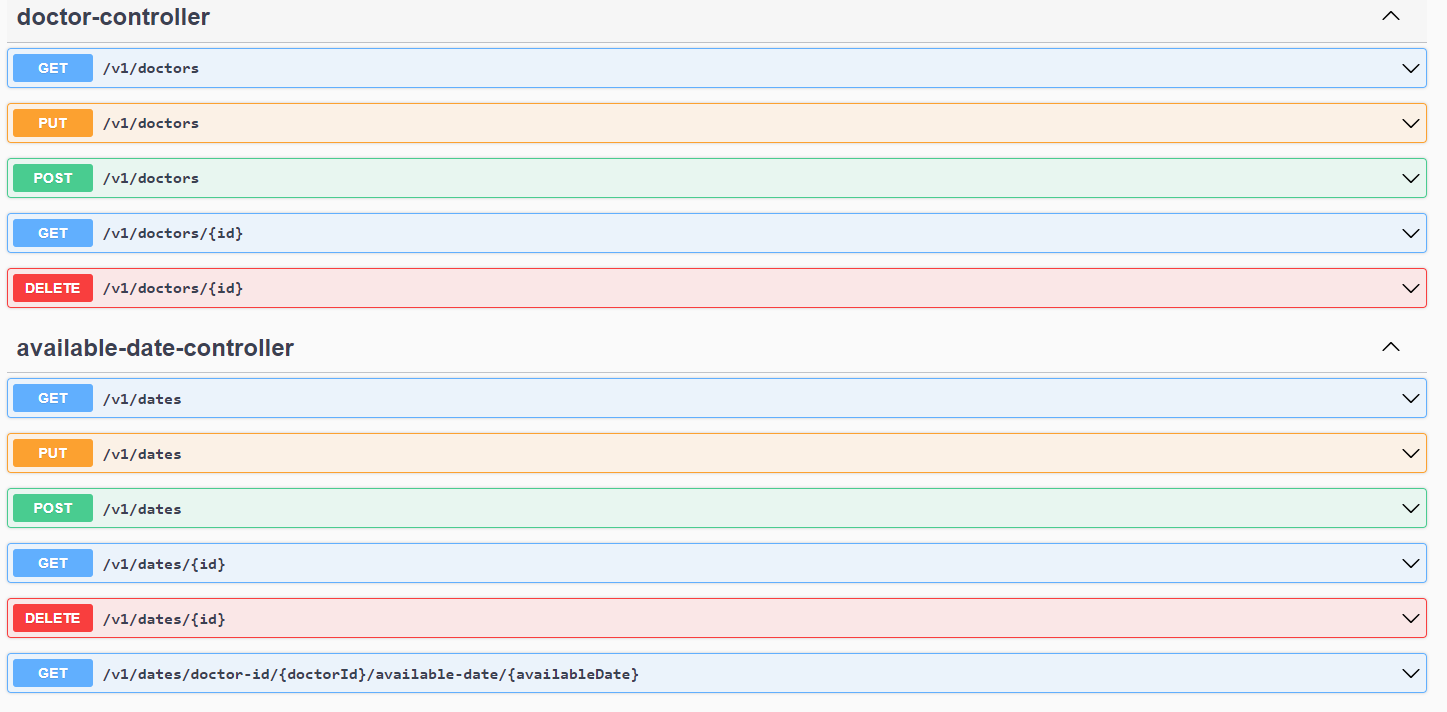 doctor-controller
GET /v1/doctors
PUT /v1/doctors
POST /v1/doctors
GET /v1/doctors/{id}
DELETE /v1/doctors/{id}
available-date-controller
GET /v1/dates
PUT /v1/dates
POST /v1/dates
GET /v1/dates/{id}
DELETE /v1/dates/{id}
GET /v1/dates/doctor-id/{doctorId}/available-date/{availableDate}